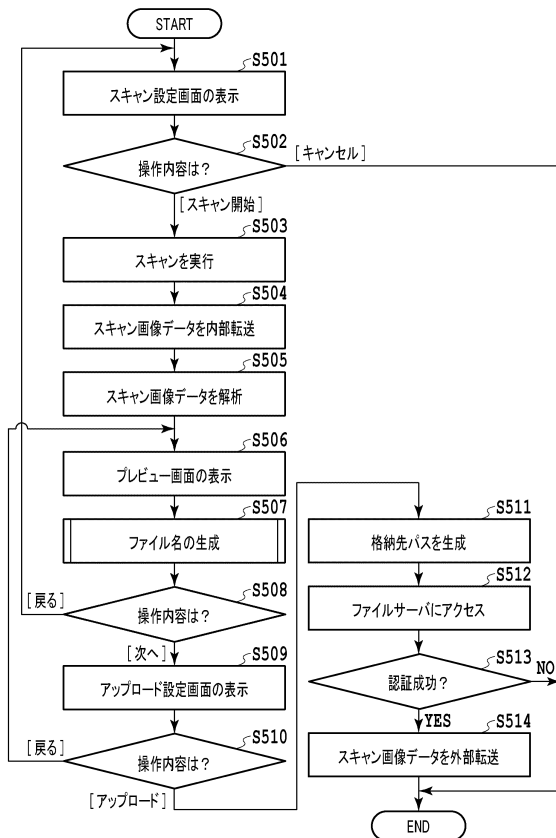 START
S501
スキャン設定画面の表示
S502
操作内容は？
[キャンセル]
[スキャン開始]
S503
スキャンを実行
S504
スキャン画像データを内部転送
S505
スキャン画像データを解析
S506
プレビュー画面の表示
S507
ファイル名の生成
S508
[戻る]
操作内容は？
[次へ]
S509
アップロード設定画面の表示
S510
[戻る]
操作内容は？
[アップロード]
S511
格納先パスを生成
S512
ファイルサーバにアクセス
S513
認証成功？
NO
YES
S514
スキャン画像データを外部転送
END